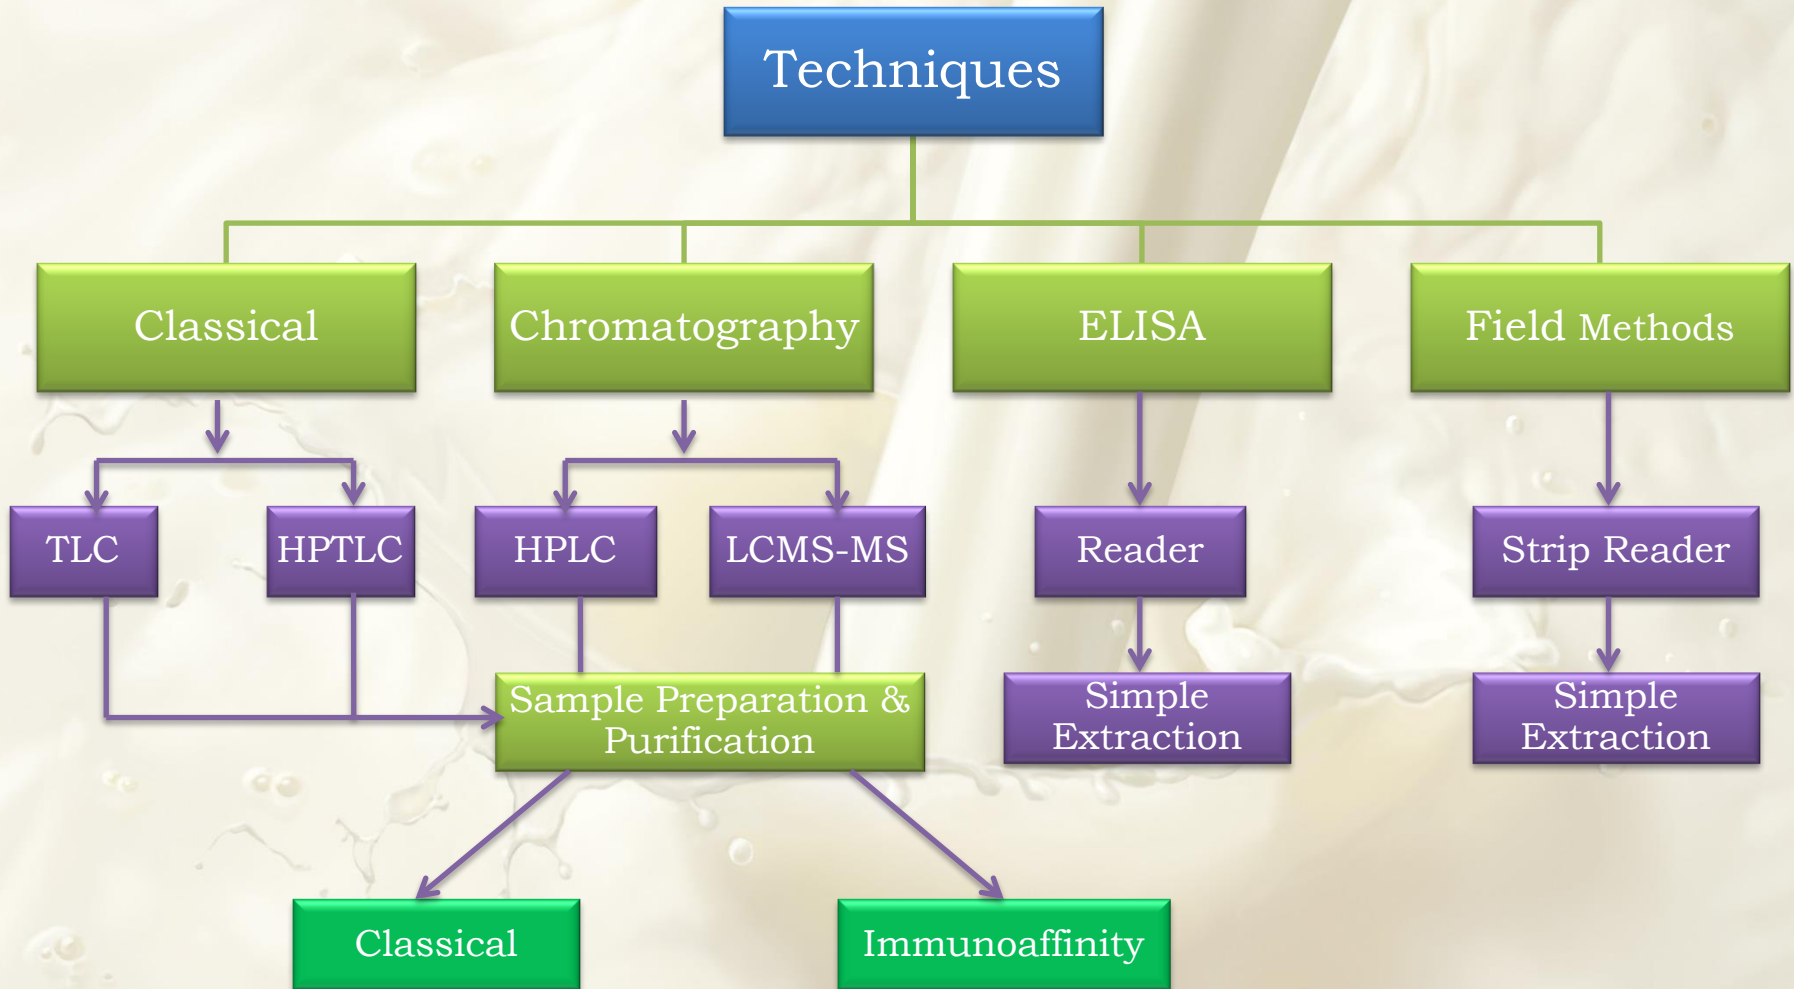 Techniques
Classical
Chromatography
ELISA
Field Methods
TLC
HPTLC
HPLC
LCMS-MS
Reader
Strip Reader
Sample Preparation &
Purification
Simple
Extraction
Simple
Extraction
Classical
Immunoaffinity